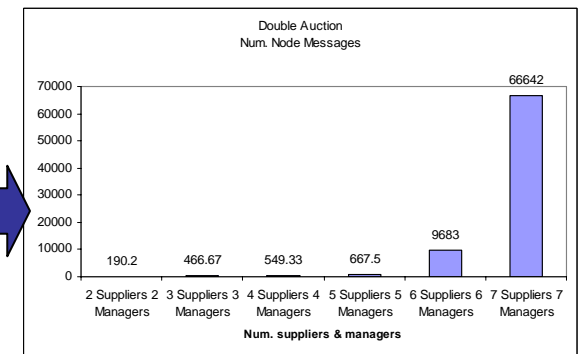 Double Auction
Num. Node Messages
70000
60000
50000
40000
30000
20000
10000
0
190.2
466.67
549.33
667.5
9683
66642
2 Suppliers 2 Managers
3 Suppliers 3 Managers
4 Suppliers 4 Managers
5 Suppliers 5 Managers
6 Suppliers 6 Managers
7 Suppliers 7 Managers
Num. suppliers & managers